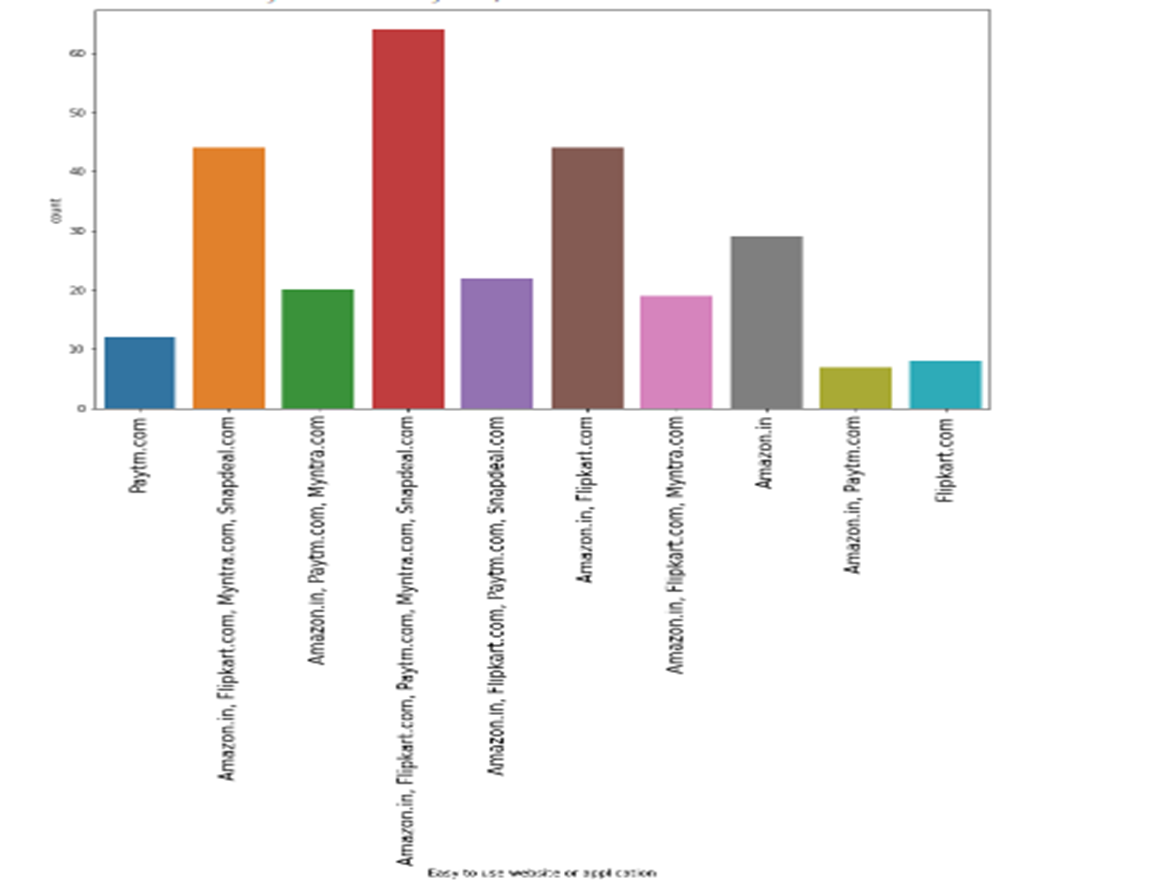 60
50
40
30
20
10
0
count
Paytm.com
Amazon.in, Flipkart.com, Myntra.com, Snapdeal.com
Amazon.in, Paytm.com, Myntra.com
Amazon.in, Flipkart.com, Paytm.com, Myntra.com, Snapdeal.com
Amazon.in, Flipkart.com, Paytm.com, Snapdeal.com
Amazon.in, Flipkart.com
Amazon.in, Flipkart.com, Myntra.com
Amazon.in
Amazon.in, Paytm.com
Flipkart.com
Easy to use website or application